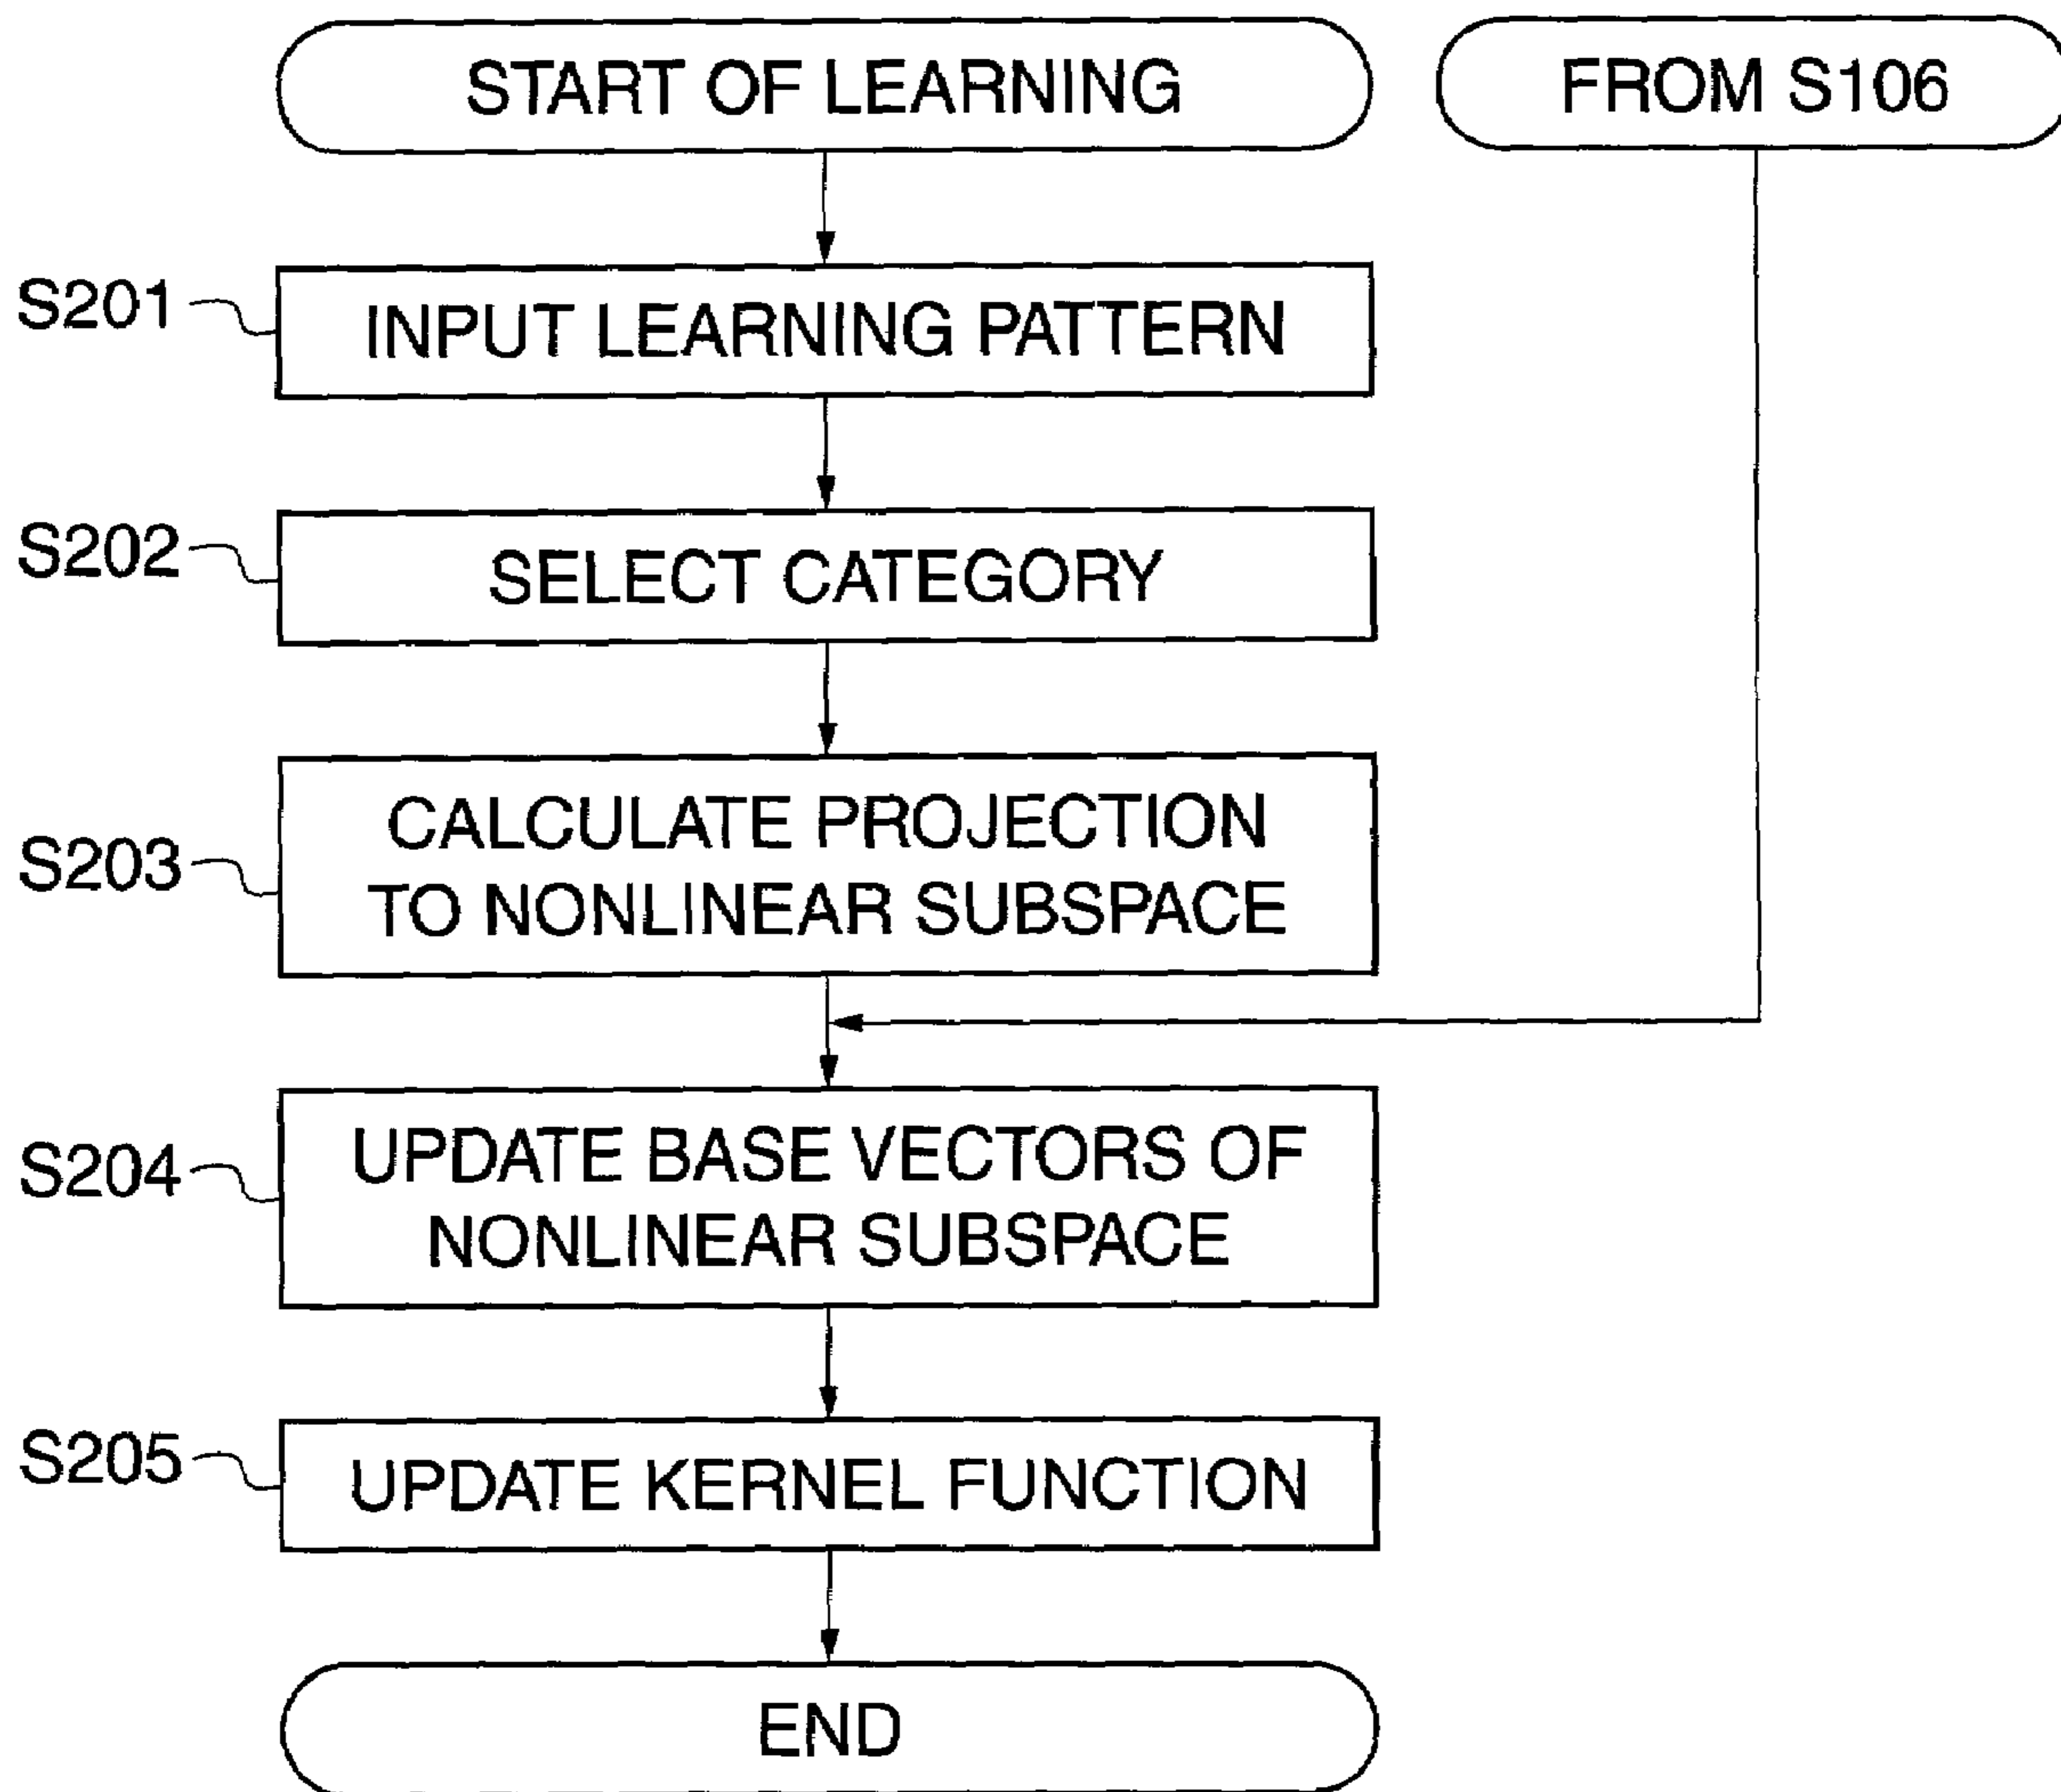 START OF LEARNING
FROM S106
S201
INPUT LEARNING PATTERN
S202
SELECT CATEGORY
S203
CALCULATE PROJECTION
TO NONLINEAR SUBSPACE
S204
UPDATE BASE VECTORS OF
NONLINEAR SUBSPACE
S205
UPDATE KERNEL FUNCTION
END